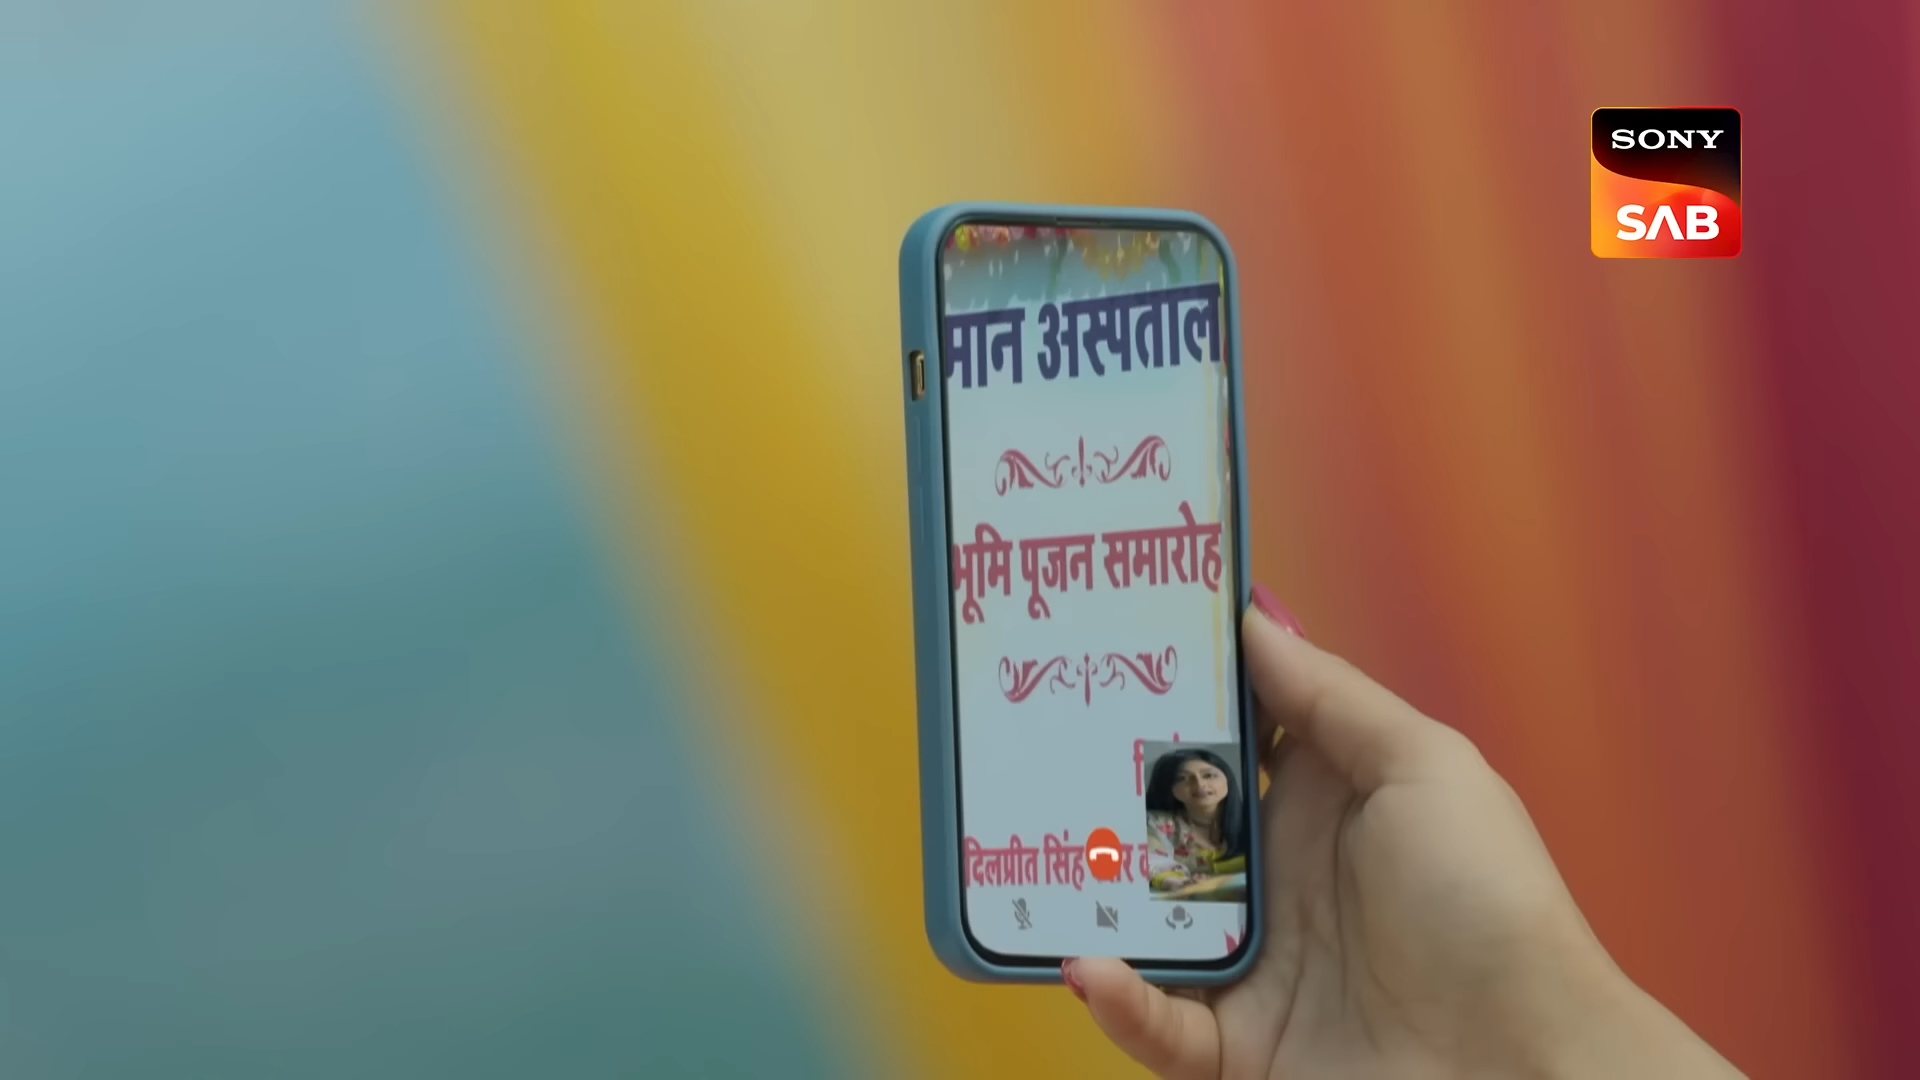 SONY
SAB
मान अस्पताल
भूमि पूजन समारोह
दिलप्रीत सिंह